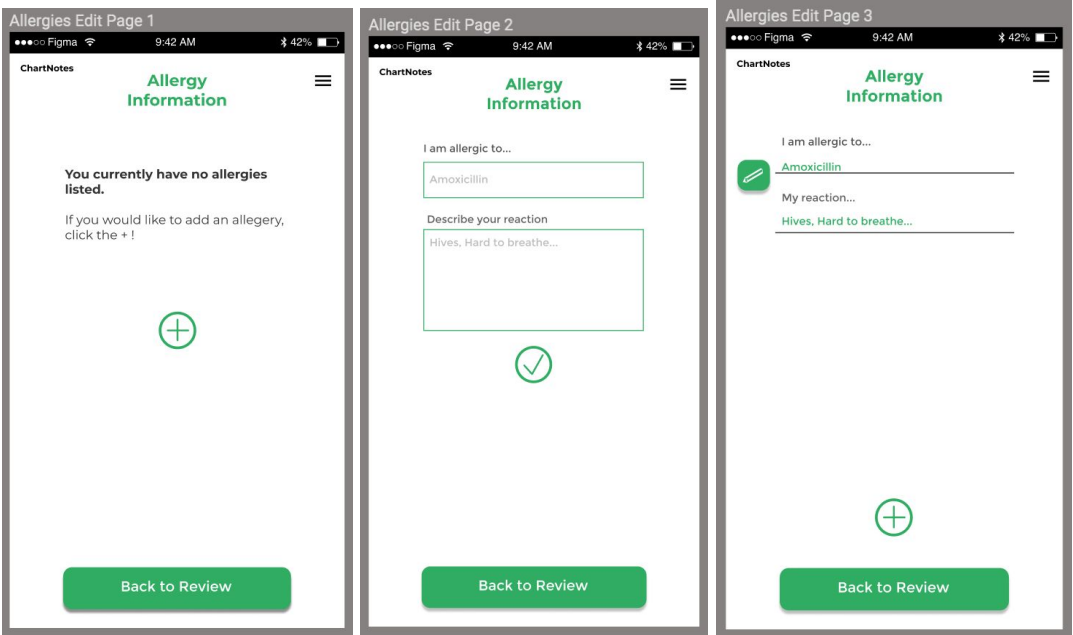 Allergies Edit Page 1
●●●○○ Figma 9:42 AM 42%
ChartNotes
Allergy
Information
You currently have no allergies
listed.
If you would like to add an allegery,
click the + !
Back to Review
Allergies Edit Page 2
●●●○○ Figma 9:42 AM 42%
ChartNotes
Allergy
Information
I am allergic to...
Amoxicillin
Describe your reaction
Hives, Hard to breathe...
Back to Review
Allergies Edit Page 3
●●●○○ Figma 9:42 AM 42%
ChartNotes
Allergy
Information
I am allergic to...
Amoxicillin
My reaction...
Hives, Hard to breathe...
Back to Review